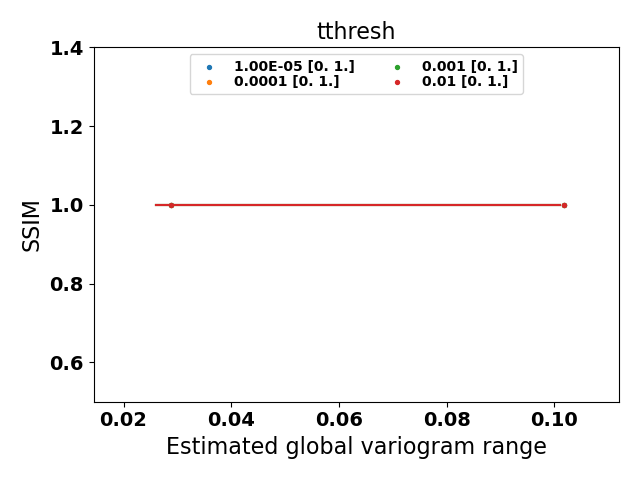 tthresh
1.4
1.00E-05 [0. 1.] 0.001 [0. 1.]
0.0001 [0. 1.] 0.01 [0. 1.]
1.2
1.0
0.8
0.6
SSIM
0.02 0.04 0.06 0.08 0.10
Estimated global variogram range